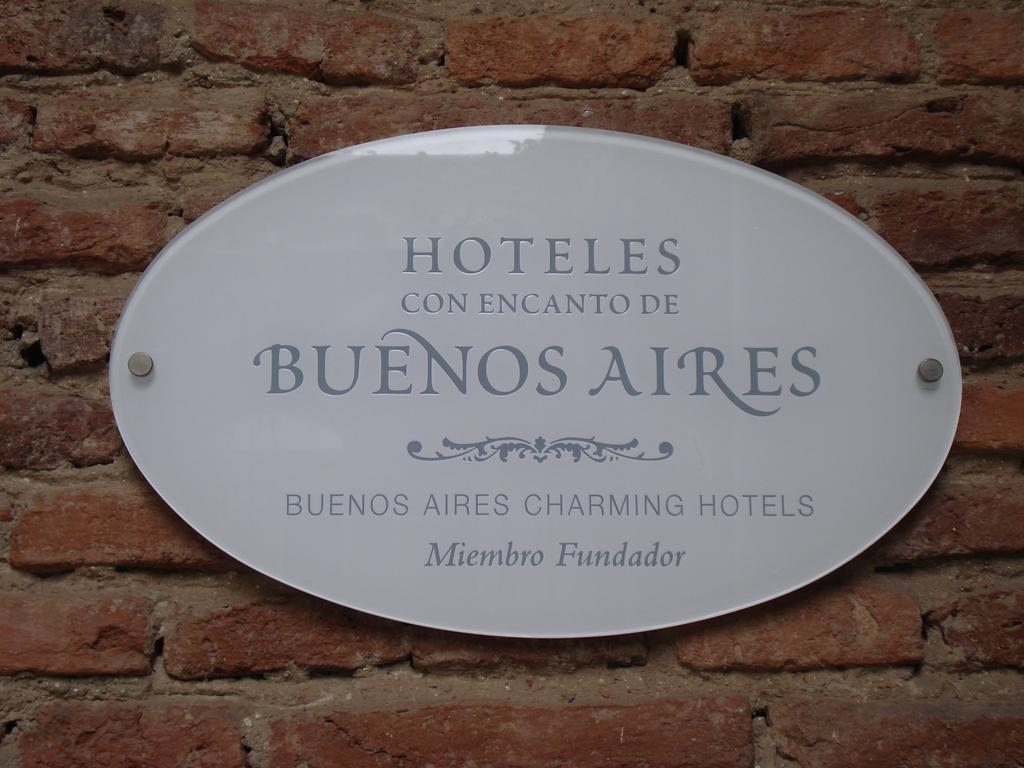 HOTELES
CON ENCANTO DE
BUENOS AIRES
BUENOS AIRES CHARMING HOTELS
Miembro Fundador